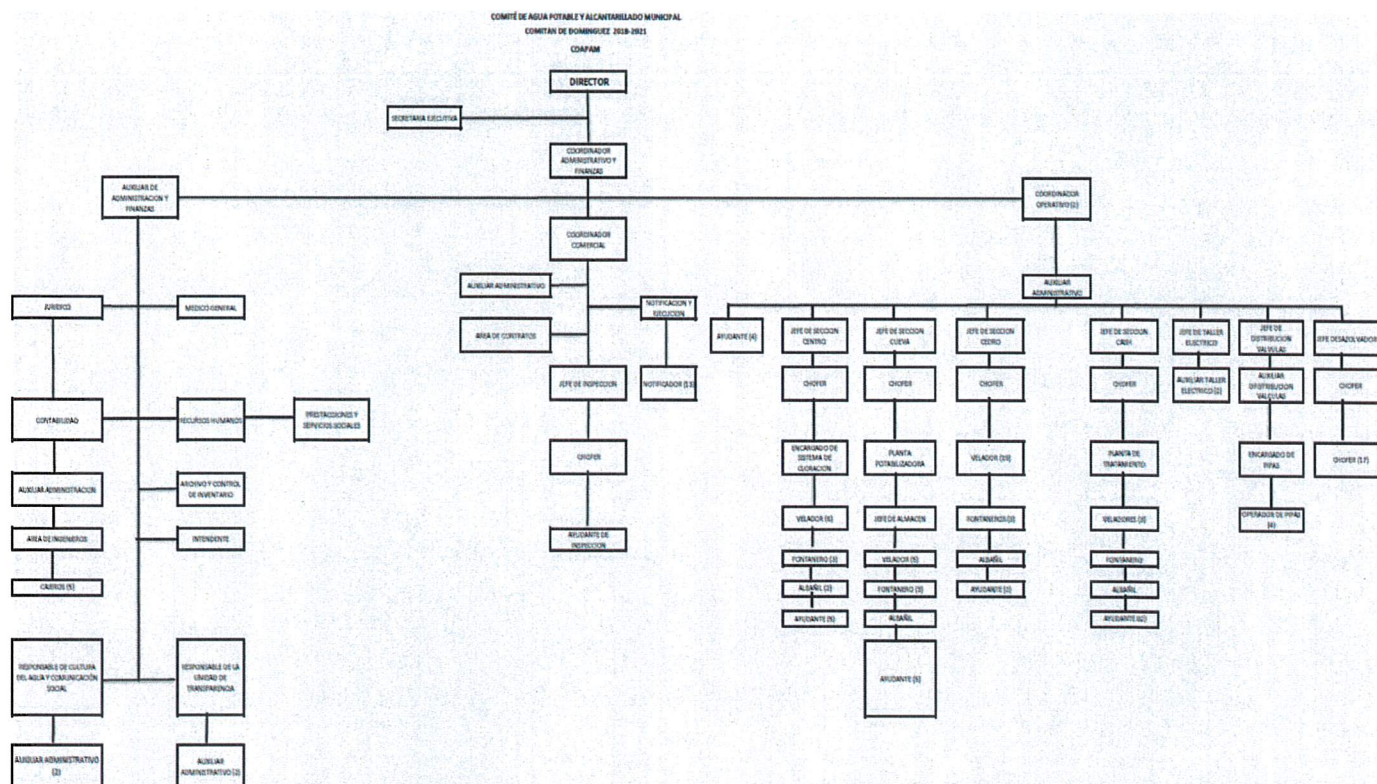 COMITÉ DE AGUA POTABLE Y ALCANTARILLADO MUNICIPAL
COMITAN DE DOMINGUEZ 2018-2021
COAPAM
DIRECTOR
SECRETARIA EJECUTIVA
COORDINADOR
ADMINISTRATIVO Y
FINANZAS
AUXILIAR DE
ADMINISTRACION Y
FINANZAS
COORDINADOR
OPERATIVO (2)
COORDINADOR
COMERCIAL
AUXILIAR ADMINISTRATIVO
AUXILIAR
ADMINISTRATIVO
JURIDICO
MEDICO GENERAL
NOTIFICACION Y
EJECUCION
AREA DE CONTRATOS
AYUDANTE (4)
JEFE DE SECCION
CENTRO
JEFE DE SECCION
CUEVA
JEFE DE SECCION
CEDRO
JEFE DE SECCION
JEFE DE TALLER
ELECTRICO
JEFE DE
DISTRIBUCION
VALVULAS
JEFE DESAZOLVADOR
JEFE DE INSPECCION
NOTIFICADOR (13)
CHOFER
CHOFER
CHOFER
CHOFER
AUXILIAR TALLER
ELECTRICO (2)
AUXILIAR
CHOFER
CONTABILIDAD
RECURSOS HUMANOS
PRESTACIONES Y
SERVICIOS SOCIALES
CHOFER
ENCARGADO DE
SISTEMA DE
CLORACION
PLANTA
POTABILIZADORA
VELADOR (10)
PLANTA DE
TRATAMIENTO
ENCARGADO DE
PIPAS
CHOFER (17)
AUXILIAR ADMINISTRACION
ARCHIVO Y CONTROL
DE INVENTARIO
VELADOR (6)
JEFE DE ALMACEN
FONTANEROS (3)
VELADORES (3)
OPERADOR DE PIPAS
(4)
AREA DE INGENIEROS
INTENDENTE
AYUDANTE DE
INSPECCION
FONTANERO (3)
VELADOR (5)
ALBAÑIL
FONTANERO
CAJEROS (5)
ALBAÑIL (2)
FONTANERO (3)
AYUDANTE (2)
ALBAÑIL
AYUDANTE (5)
ALBAÑIL
AYUDANTE
RESPONSABLE DE CULTURA
DEL AGUA Y COMUNICACIÓN
SOCIAL
RESPONSABLE DE LA
UNIDAD DE
TRANSPARENCIA
AYUDANTE (5)
AUXILIAR ADMINISTRATIVO
(2)
AUXILIAR
ADMINISTRATIVO (2)